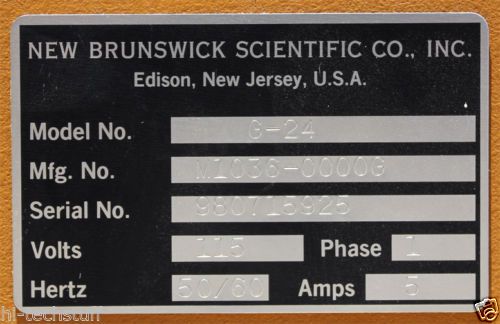 NEW BRUNSWICK SCIENTIFIC CO., INC.
Edison, New Jersey, U.S.A.
Model No. G-24
Mfg. No. M1036-0000G
Serial No. 980715925
Volts 115 Phase 1
Hertz 50/60 Amps 5
hi-techstuff